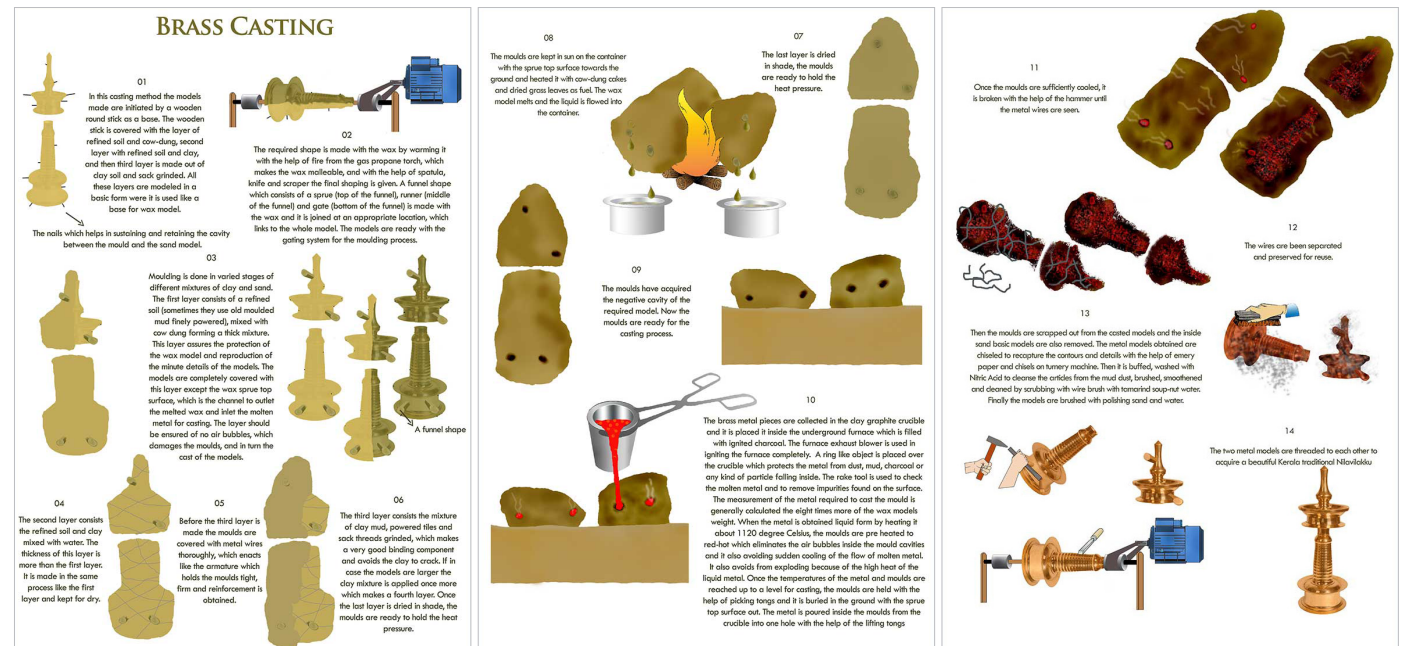 BRASS CASTING
01
In this casting method the models
made are initiated by a wooden
round stick as a base. The wooden
stick is covered with the layer of
refined soil and cow-dung, second
layer with refined soil and clay,
and then third layer is made out of
clay soil and sack grinded. All
these layers are modeled in a
basic form were it is used like a
base for wax model.
The nails which helps in sustaining and retaining the cavity
between the mould and the sand model.
02
The required shape is made with the wax by warming it
with the help of fire from the gas propane torch, which
makes the wax malleable, and with the help of spatula,
knife and scraper the final shaping is given. A funnel shape
which consists of a sprue (top of the funnel), runner (middle
of the funnel) and gate (bottom of the funnel) is made with
the wax and it is joined at an appropriate location, which
links to the whole model. The models are ready with the
gating system for the moulding process.
03
Moulding is done in varied stages of
different mixtures of clay and sand.
The first layer consists of a refined
soil (sometimes they use old moulded
mud finely powered), mixed with
cow dung forming a thick mixture.
This layer assures the protection of
the wax model and reproduction of
the minute details of the models. The
models are completely covered with
this layer except the wax sprue top
surface, which is the channel to outlet
the melted wax and inlet the molten
metal for casting. The layer should
be ensured of no air bubbles, which
damages the moulds, and in turn the
cast of the models.
A funnel shape
04
The second layer consists
the refined soil and clay
mixed with water. The
thickness of this layer is
more than the first layer.
It is made in the same
process like the first
layer and kept for dry.
05
Before the third layer is
made the moulds are
covered with metal wires
thoroughly, which enacts
like the armature which
holds the moulds tight,
firm and reinforcement is
obtained.
06
The third layer consists the mixture
of clay mud, powered tiles and
sack threads grinded, which makes
a very good binding component
and avoids the clay to crack. If in
case the moulds are larger the
clay mixture is applied once more
which makes a fourth layer. Once
the last layer is dried in shade, the
moulds are ready to hold the heat
pressure.
07
The last layer is dried
in shade, the moulds
are ready to hold the
heat pressure.
08
The moulds are kept in sun on the container
with the sprue top surface towards the
ground and heated it with cow-dung cakes
and dried grass leaves as fuel. The wax
model melts and the liquid is flowed into
the container.
09
The moulds have acquired
the negative cavity of the
required model. Now the
moulds are ready for the
casting process.
10
The brass metal pieces are collected in the clay graphite crucible
and it is placed it inside the underground furnace which is filled
with ignited charcoal. The furnace exhaust blower is used in
igniting the furnace completely. A ring like object is placed over
the crucible which protects the metal from dust, mud, charcoal or
any kind of particle falling inside. The rake tool is used to check
the molten metal and to remove impurities found on the surface.
The measurement of the metal required to cast the mould is
generally calculated the eight times more of the wax models
weight. When the metal is obtained liquid form by heating it
about 1120 degree Celsius, the moulds are pre heated to
red-hot which eliminates the air bubbles inside the mould cavities
and it also avoiding sudden cooling of the flow of molten metal.
It also avoids from exploding because of the high heat of the
liquid metal. Once the temperatures of the metal and moulds are
reached up to a level for casting, the moulds are held with the
help of picking tongs and it is buried in the ground with the sprue
top surface out. The metal is poured inside the moulds from the
crucible into one hole with the help of the lifting tongs
11
Once the moulds are sufficiently cooled, it
is broken with the help of the hammer until
the metal wires are seen.
12
The wires are been separated
and preserved for reuse.
13
Then the moulds are scrapped out from the casted models and the inside
sand basic models are also removed. The metal models obtained are
chiseled to recapture the contours and details with the help of emery
paper and chisels on turnery machine. Then it is buffed, washed with
Nitric Acid to cleanse the articles from the mud dust, brushed, smoothened
and cleaned by scrubbing with wire brush with tamarind soup-nut water.
Finally the models are brushed with polishing sand and water.
14
The two metal models are threaded to each other to
acquire a beautiful Kerala traditional Nilavilakku